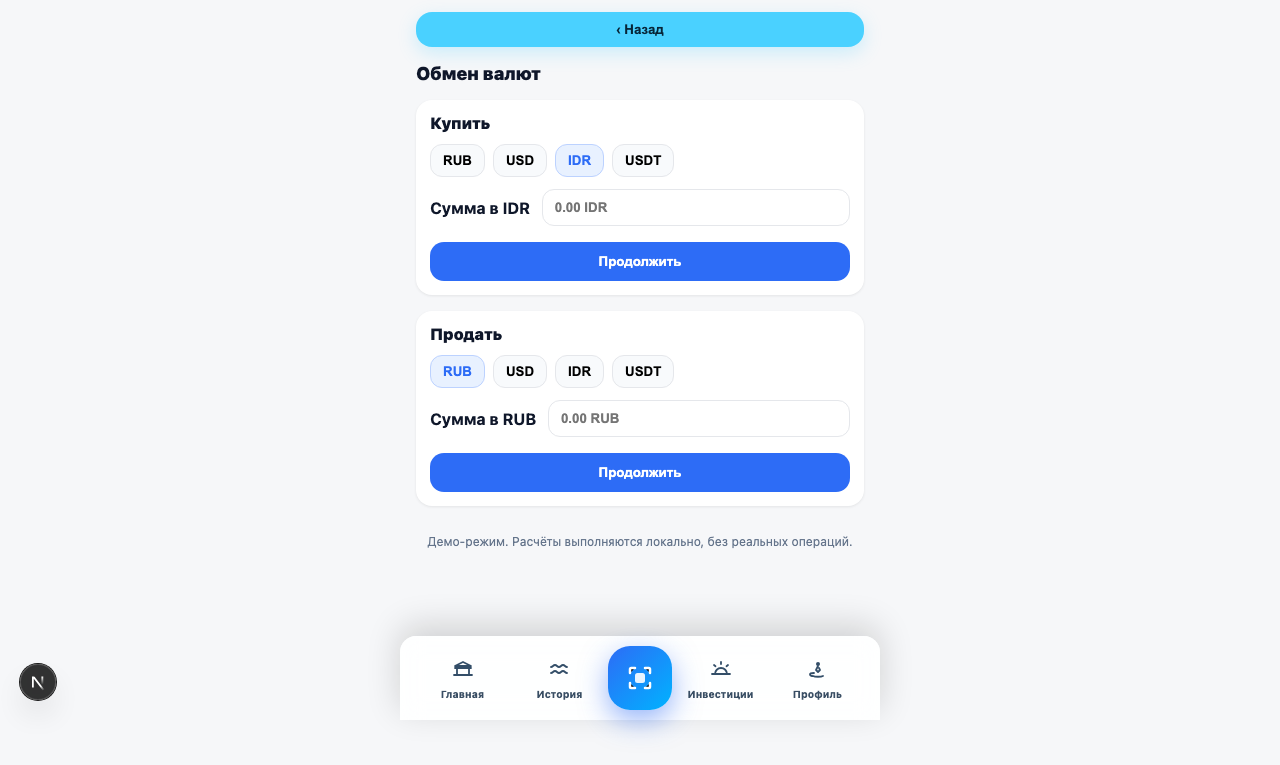 ‹ Назад
Обмен валют
Купить
RUB USD IDR USDT
Сумма в IDR 0.00 IDR
Продолжить
Продать
RUB USD IDR USDT
Сумма в RUB 0.00 RUB
Продолжить
Демо-режим. Расчёты выполняются локально, без реальных операций.
N
Главная История Инвестиции Профиль